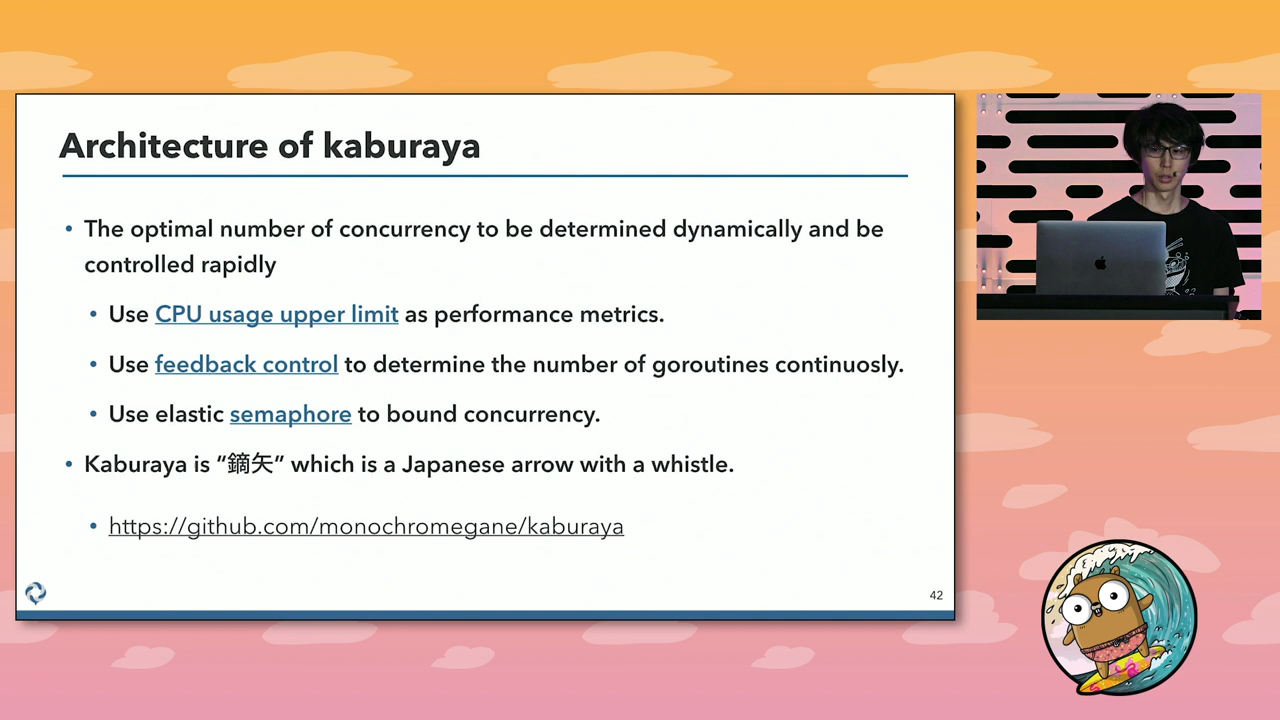 Architecture of kaburaya
• The optimal number of concurrency to be determined dynamically and be
controlled rapidly
• Use CPU usage upper limit as performance metrics.
• Use feedback control to determine the number of goroutines continuosly.
• Use elastic semaphore to bound concurrency.
• Kaburaya is “鏑矢” which is a Japanese arrow with a whistle.
• https://github.com/monochromegane/kaburaya
42